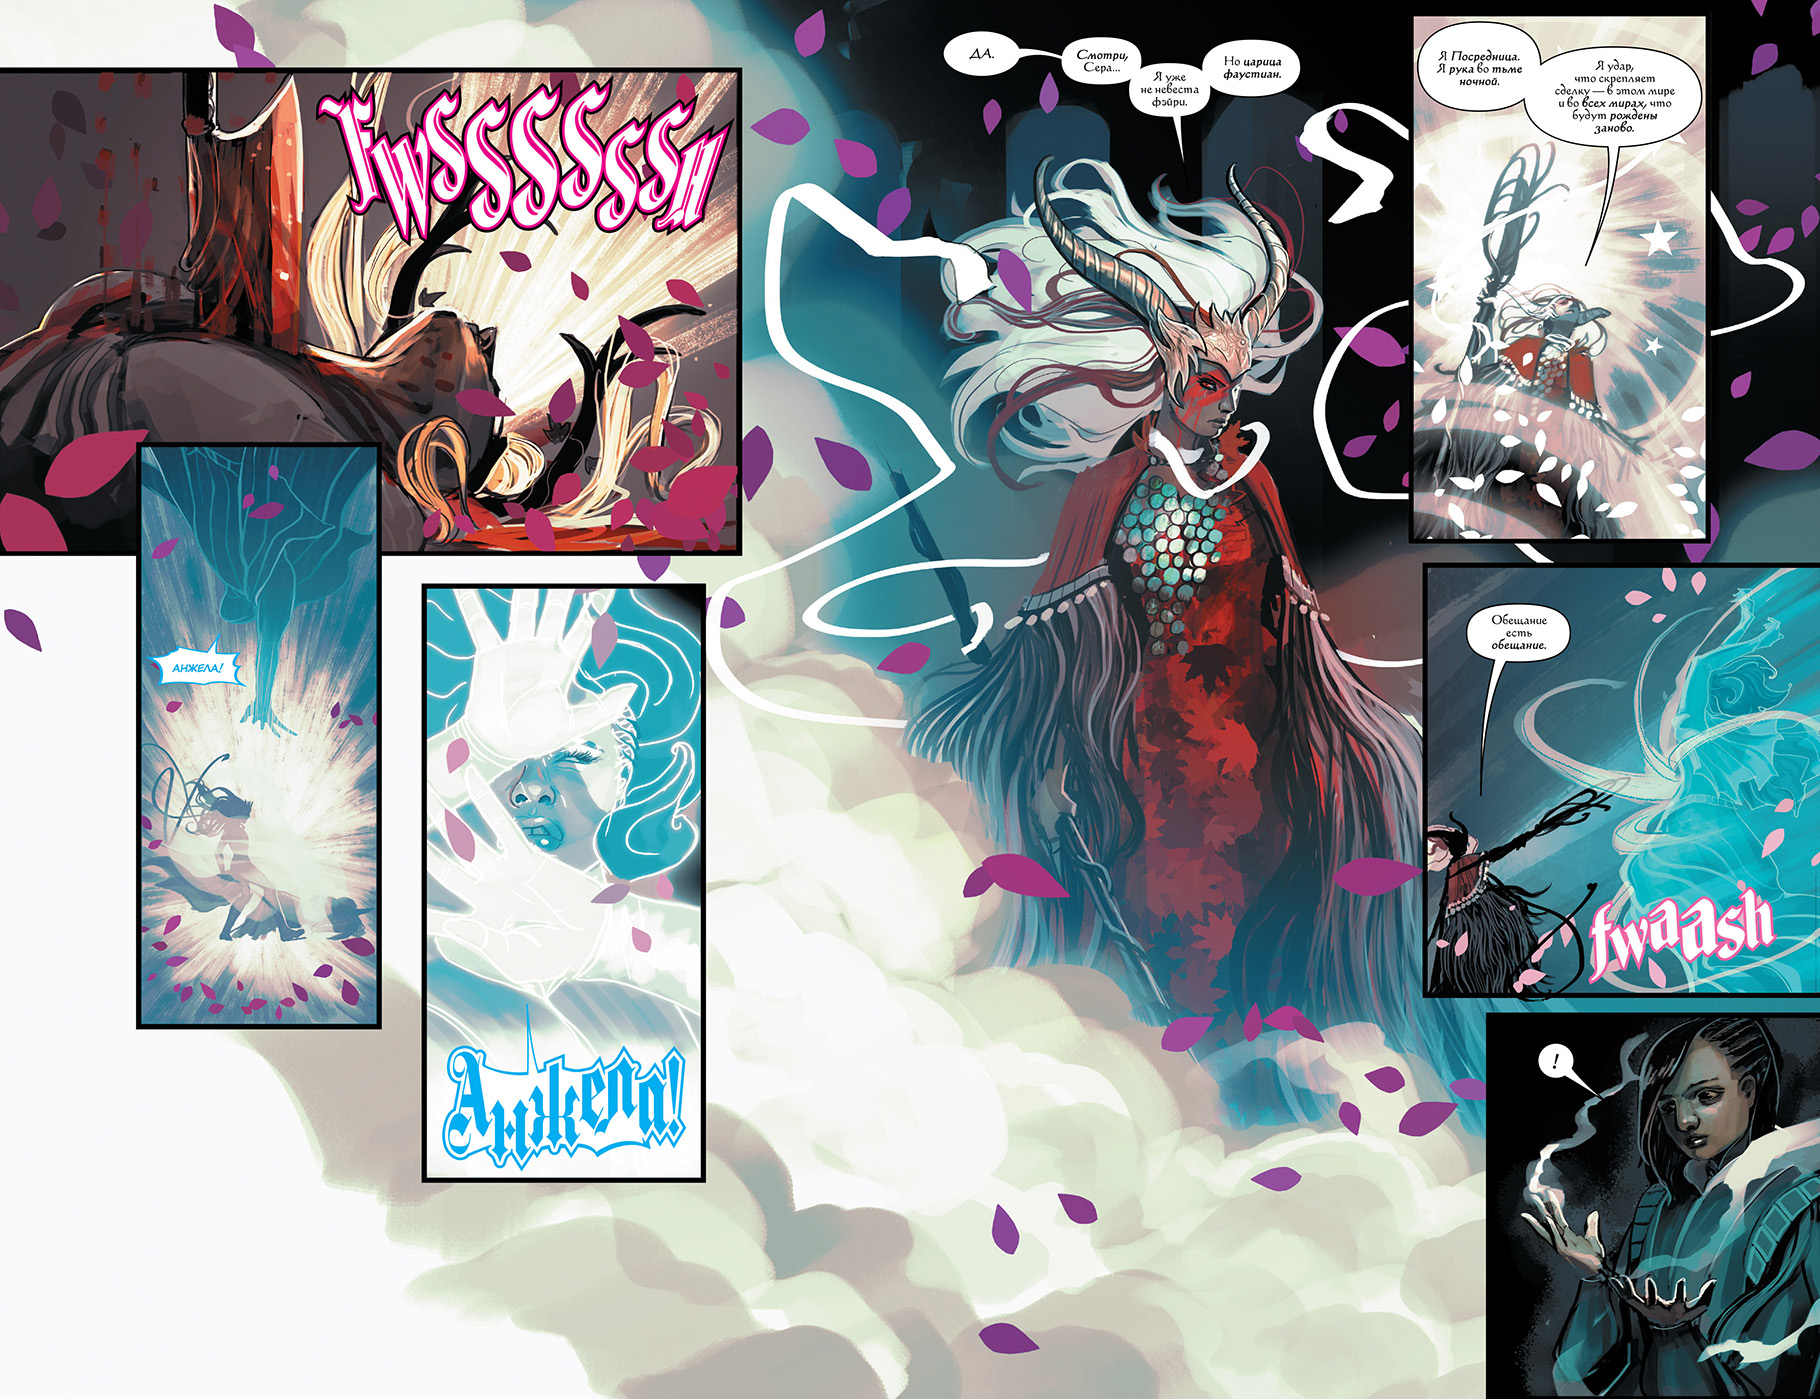 FWSSSSSSH
АНЖЕЛА!
Анжела!
ДА.
Смотри,
Сера...
Я уже
не невеста
фэйри.
Но царица
фаустиан.
Я Посредница.
Я рука во тьме
ночной.
Я удар,
что скрепляет
сделку — в этом мире
и во всех мирах, что
будут рождены
заново.
Обещание
есть
обещание.
fwaash
!